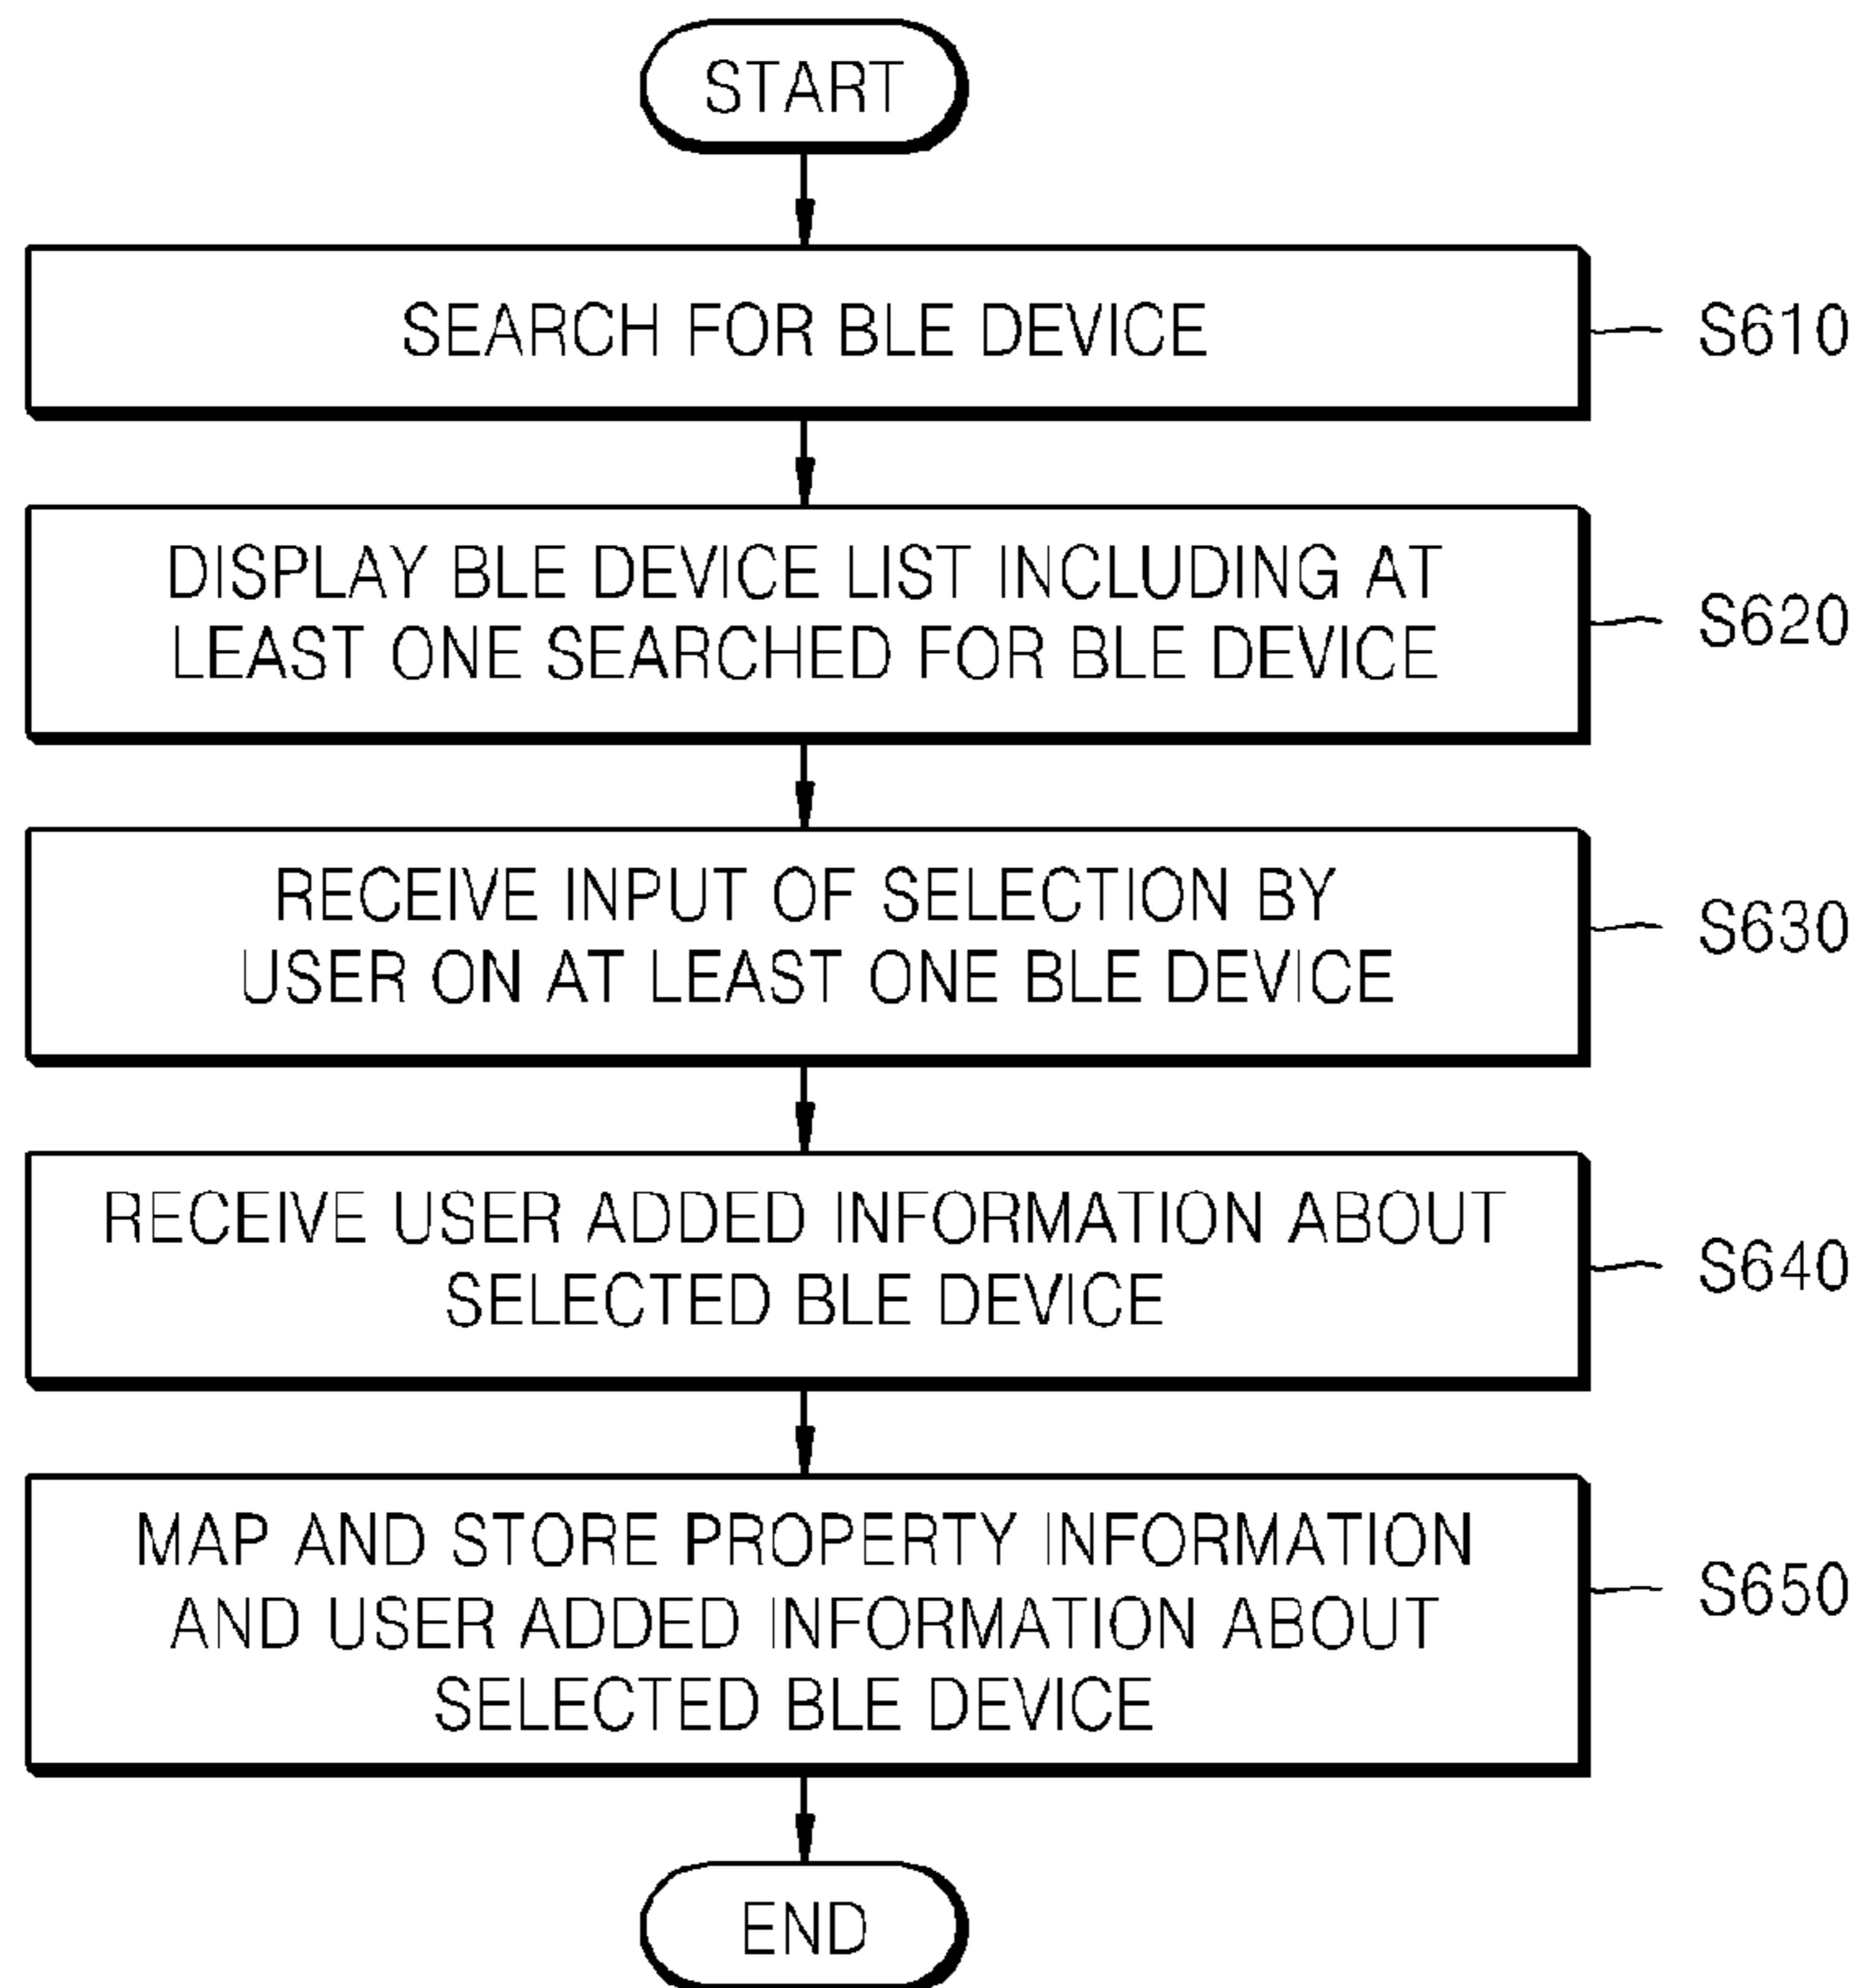 START
SEARCH FOR BLE DEVICE
S610
DISPLAY BLE DEVICE LIST INCLUDING AT
LEAST ONE SEARCHED FOR BLE DEVICE
S620
RECEIVE INPUT OF SELECTION BY
USER ON AT LEAST ONE BLE DEVICE
S630
RECEIVE USER ADDED INFORMATION ABOUT
SELECTED BLE DEVICE
S640
MAP AND STORE PROPERTY INFORMATION
AND USER ADDED INFORMATION ABOUT
SELECTED BLE DEVICE
S650
END